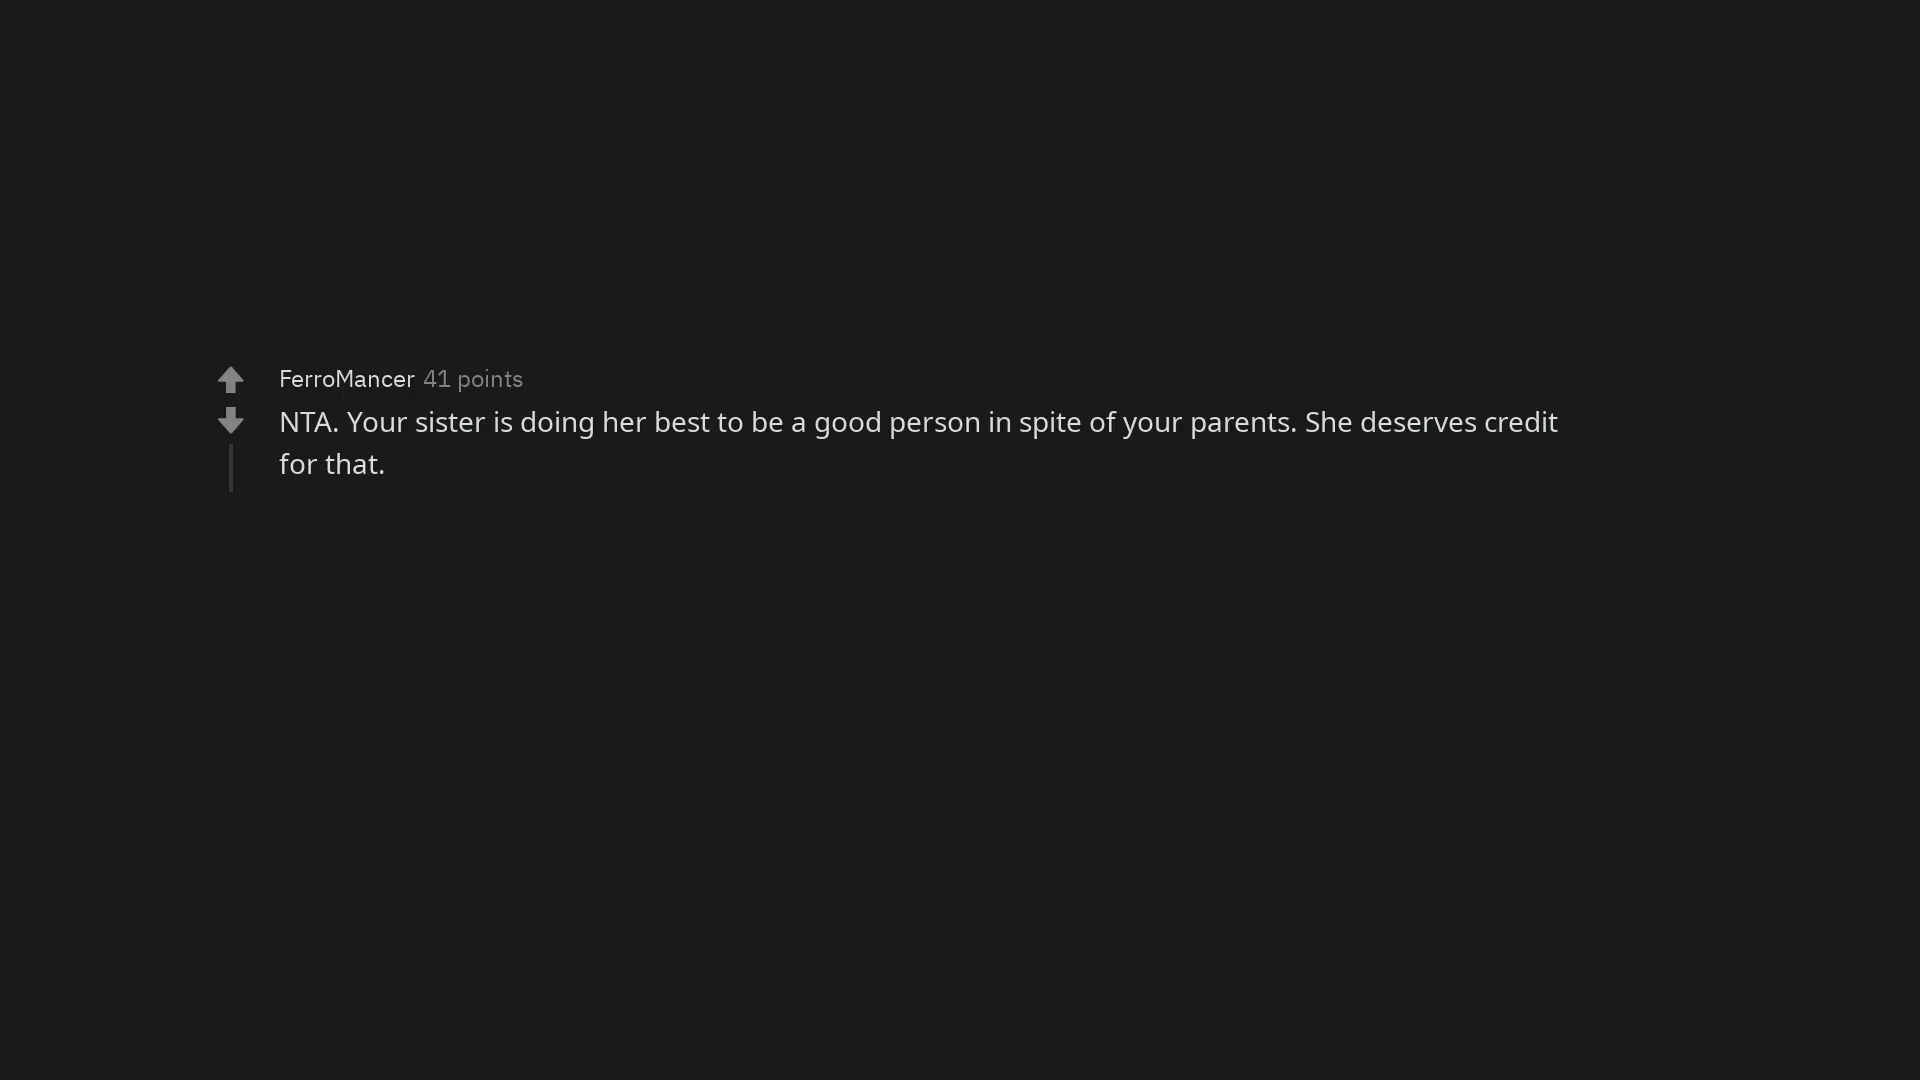 FerroMancer 41 points
NTA. Your sister is doing her best to be a good person in spite of your parents. She deserves credit
for that.